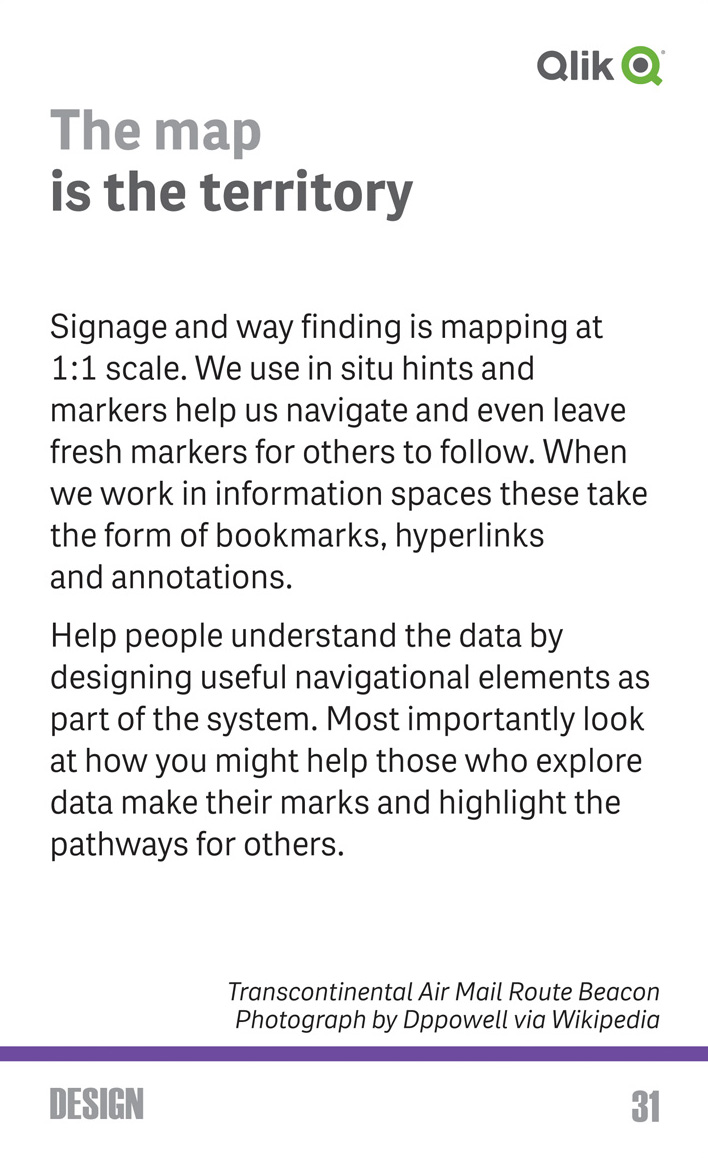 Qlik
The map
is the territory
Signage and way finding is mapping at
1:1 scale. We use in situ hints and
markers help us navigate and even leave
fresh markers for others to follow. When
we work in information spaces these take
the form of bookmarks, hyperlinks
and annotations.
Help people understand the data by
designing useful navigational elements as
part of the system. Most importantly look
at how you might help those who explore
data make their marks and highlight the
pathways for others.
Transcontinental Air Mail Route Beacon
Photograph by Dppowell via Wikipedia
DESIGN
31